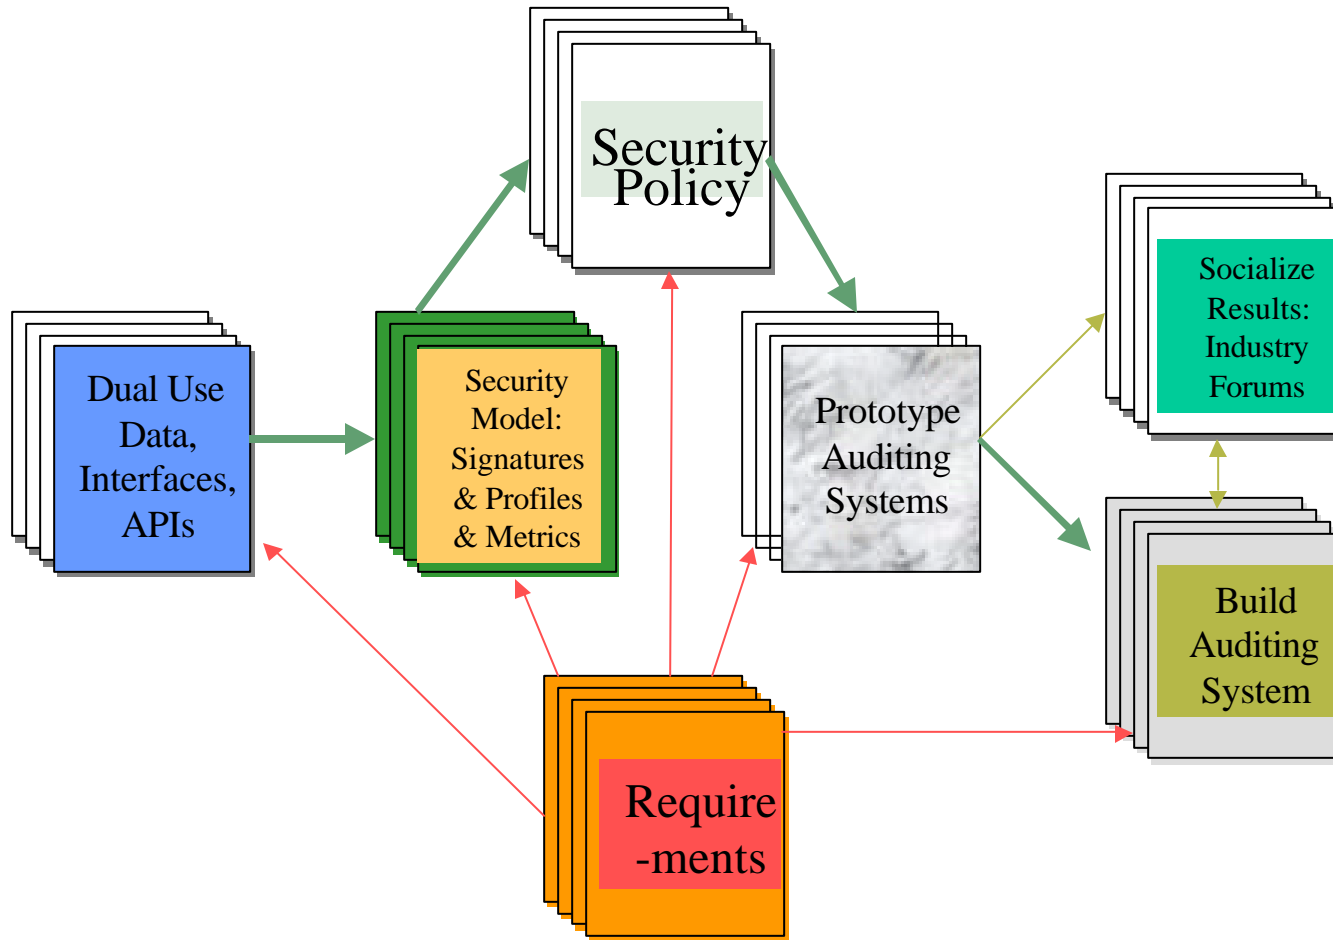 Security
Policy
Dual Use
Data,
Interfaces,
APIs
Security
Model:
Signatures
& Profiles
& Metrics
Prototype
Auditing
Systems
Socialize
Results:
Industry
Forums
Build
Auditing
System
Require
-ments